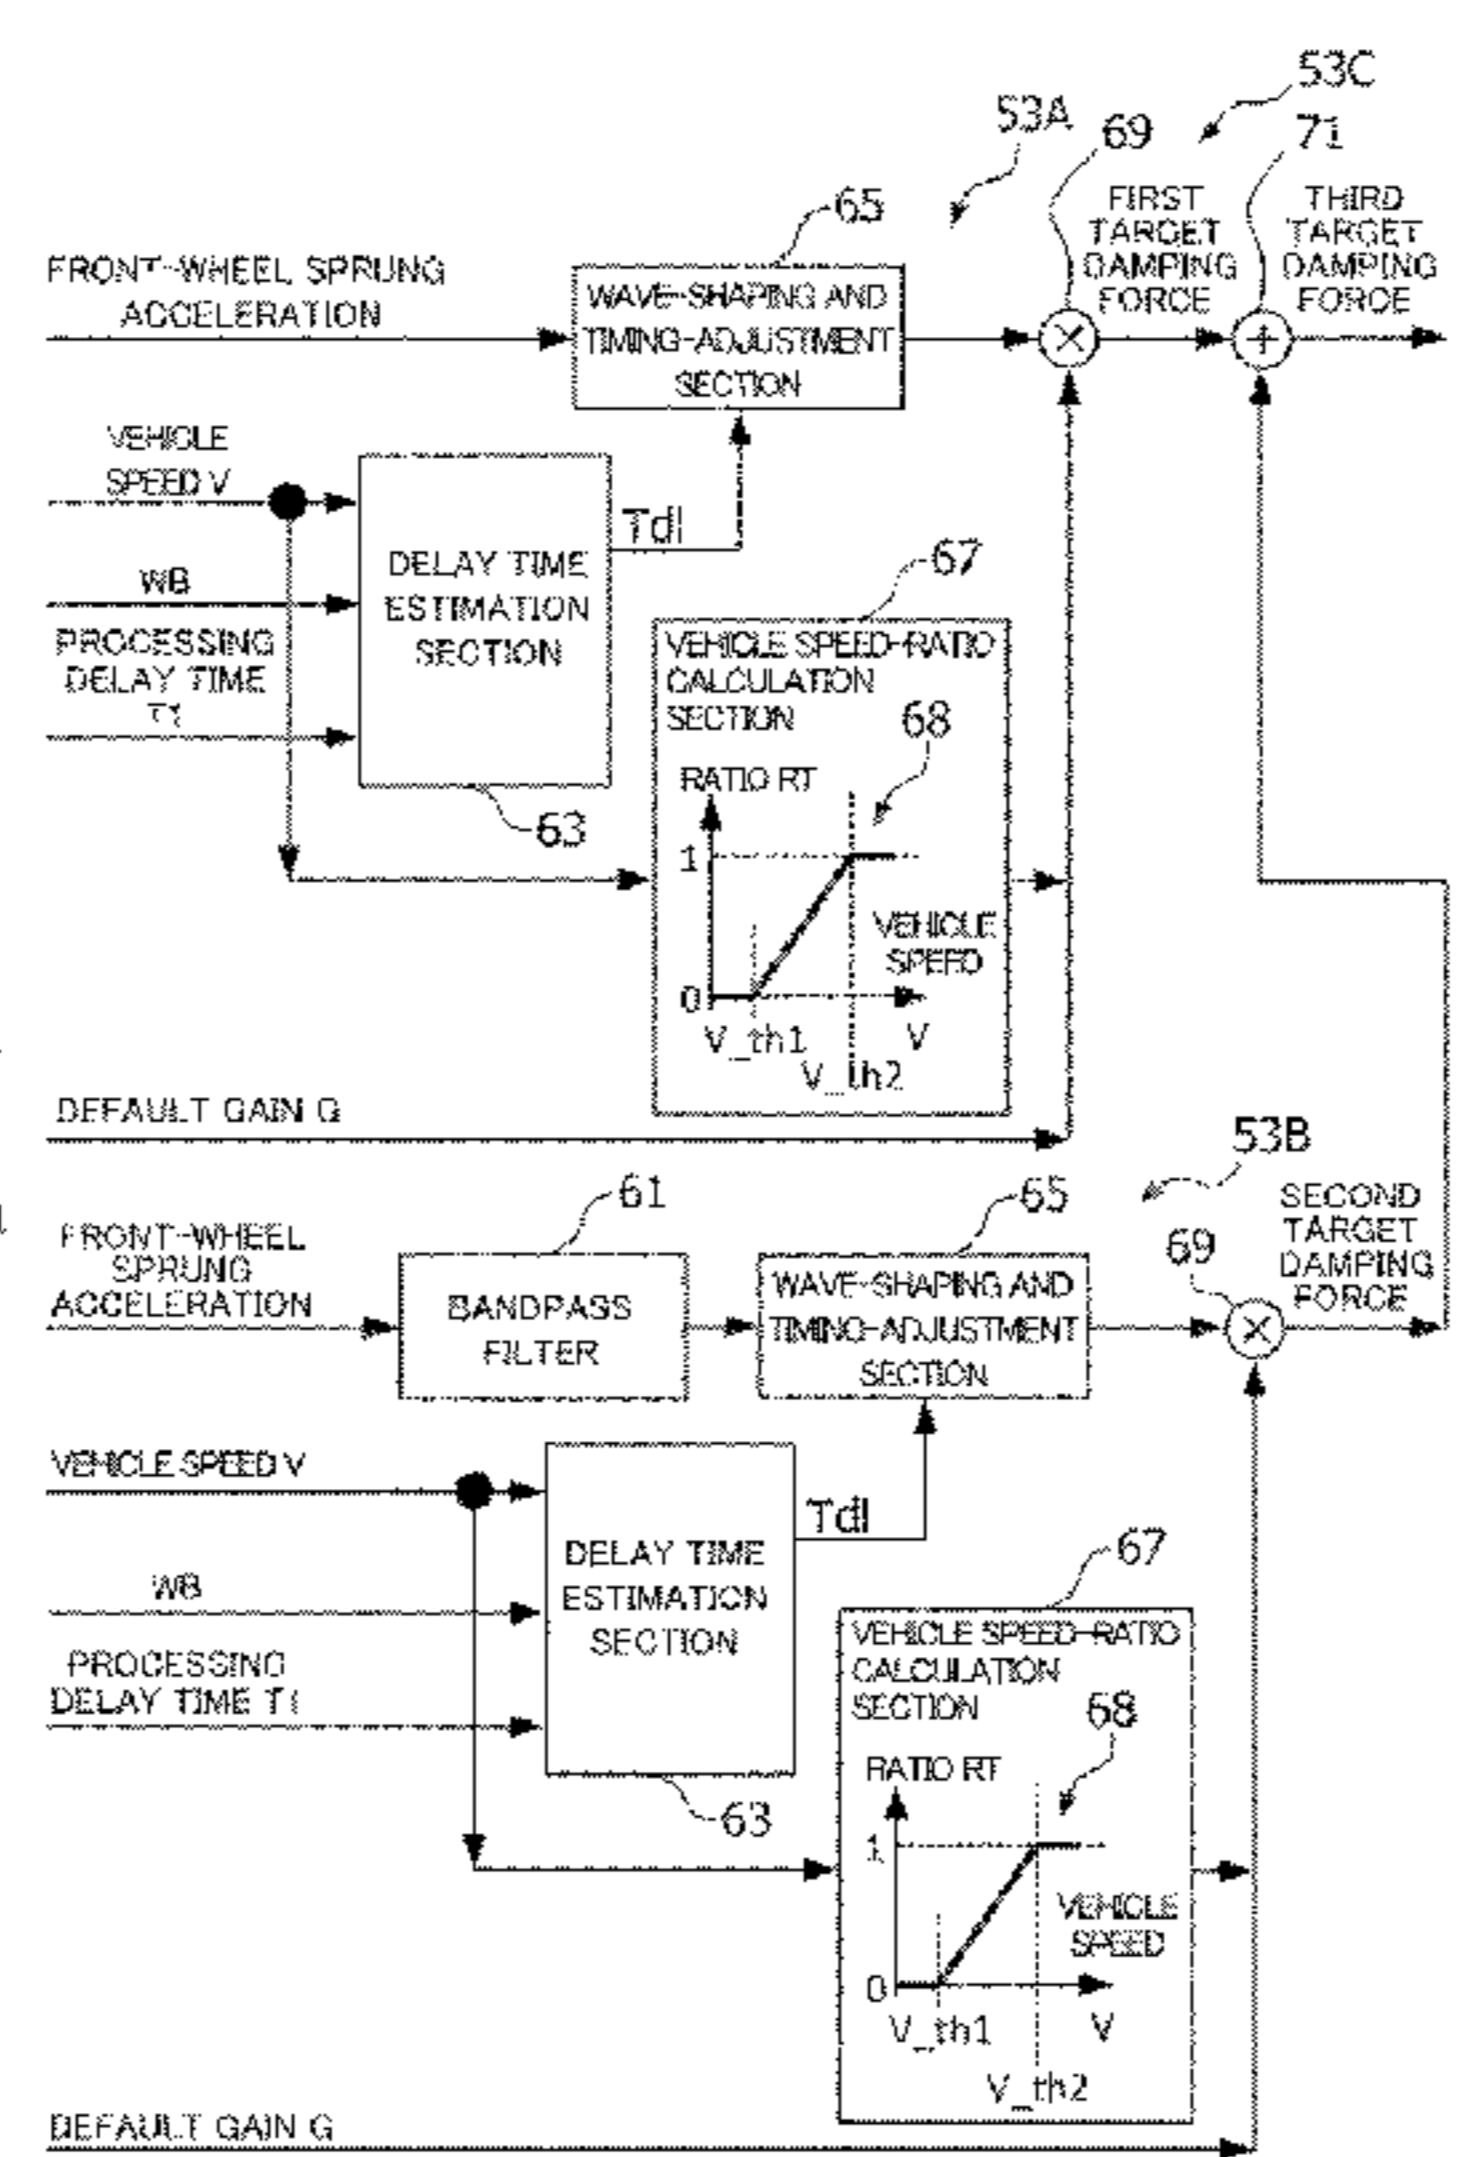 53C
53A
69
71
65
FIRST
TARGET
DAMPING
FORCE
THIRD
TARGET
DAMPING
FORCE
FRONT-WHEEL SPRUNG
ACCELERATION
WAVE-SHAPING AND
TIMING-ADJUSTMENT
SECTION
VEHICLE
SPEED V
Tdl
WB
DELAY TIME
ESTIMATION
SECTION
67
PROCESSING
DELAY TIME
T1
VEHICLE SPEED-RATIO
CALCULATION
SECTION
68
RATIO RT
63
1
VEHICLE
SPEED
0
V_th1
V
V_th2
DEFAULT GAIN G
53B
61
65
SECOND
TARGET
DAMPING
FORCE
69
FRONT-WHEEL
SPRUNG
ACCELERATION
BANDPASS
FILTER
WAVE-SHAPING AND
TIMING-ADJUSTMENT
SECTION
VEHICLE SPEED V
Tdl
WB
DELAY TIME
ESTIMATION
SECTION
67
PROCESSING
DELAY TIME T1
VEHICLE SPEED-RATIO
CALCULATION
SECTION
68
RATIO RT
63
1
VEHICLE
SPEED
0
V_th1
V
V_th2
DEFAULT GAIN G